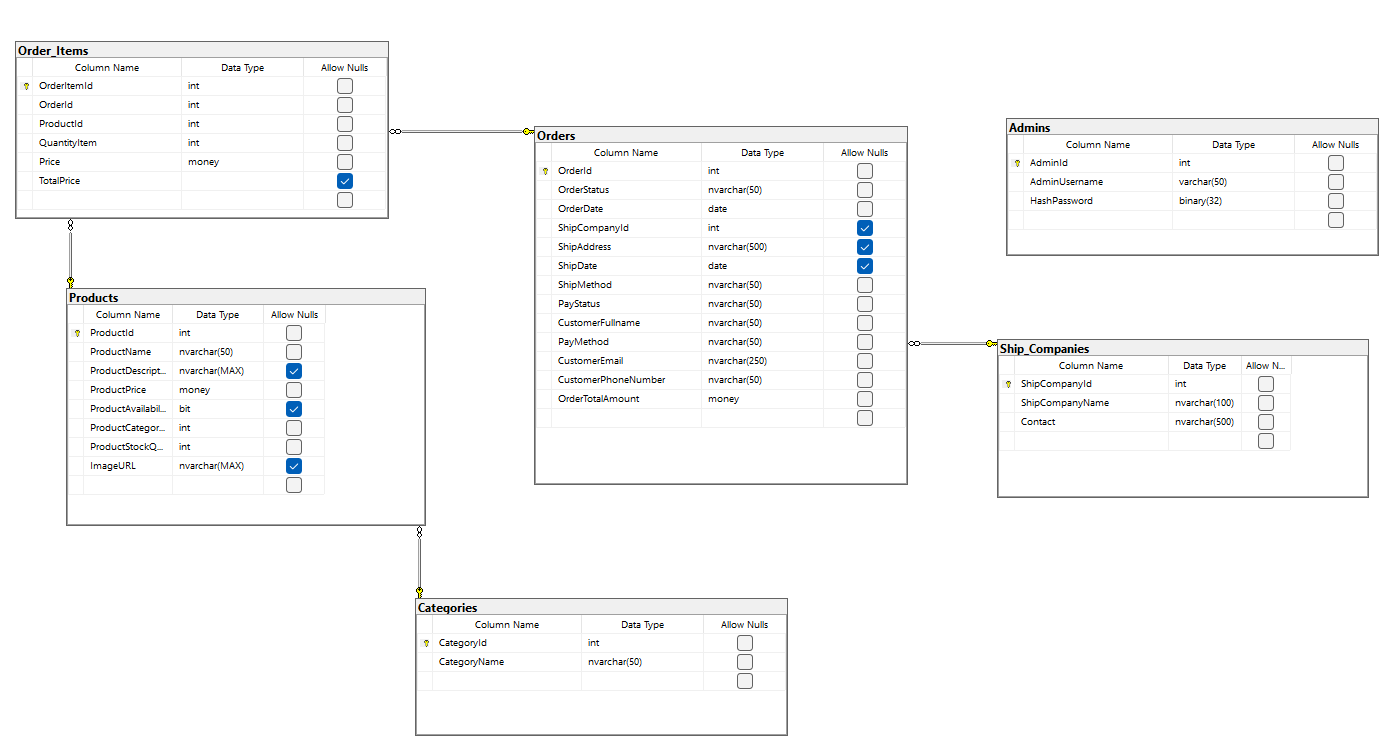 Order_Items
Column Name Data Type Allow Nulls
OrderItemId int
OrderId int
ProductId int
QuantityItem int
Price money
TotalPrice
Orders
Column Name Data Type Allow Nulls
OrderId int
OrderStatus nvarchar(50)
OrderDate date
ShipCompanyId int
ShipAddress nvarchar(500)
ShipDate date
ShipMethod nvarchar(50)
PayStatus nvarchar(50)
CustomerFullname nvarchar(50)
PayMethod nvarchar(50)
CustomerEmail nvarchar(250)
CustomerPhoneNumber nvarchar(50)
OrderTotalAmount money
Admins
Column Name Data Type Allow Nulls
AdminId int
AdminUsername varchar(50)
HashPassword binary(32)
Products
Column Name Data Type Allow Nulls
ProductId int
ProductName nvarchar(50)
ProductDescript... nvarchar(MAX)
ProductPrice money
ProductAvailabil... bit
ProductCategor... int
ProductStockQ... int
ImageURL nvarchar(MAX)
Ship_Companies
Column Name Data Type Allow N...
ShipCompanyId int
ShipCompanyName nvarchar(100)
Contact nvarchar(500)
Categories
Column Name Data Type Allow Nulls
CategoryId int
CategoryName nvarchar(50)